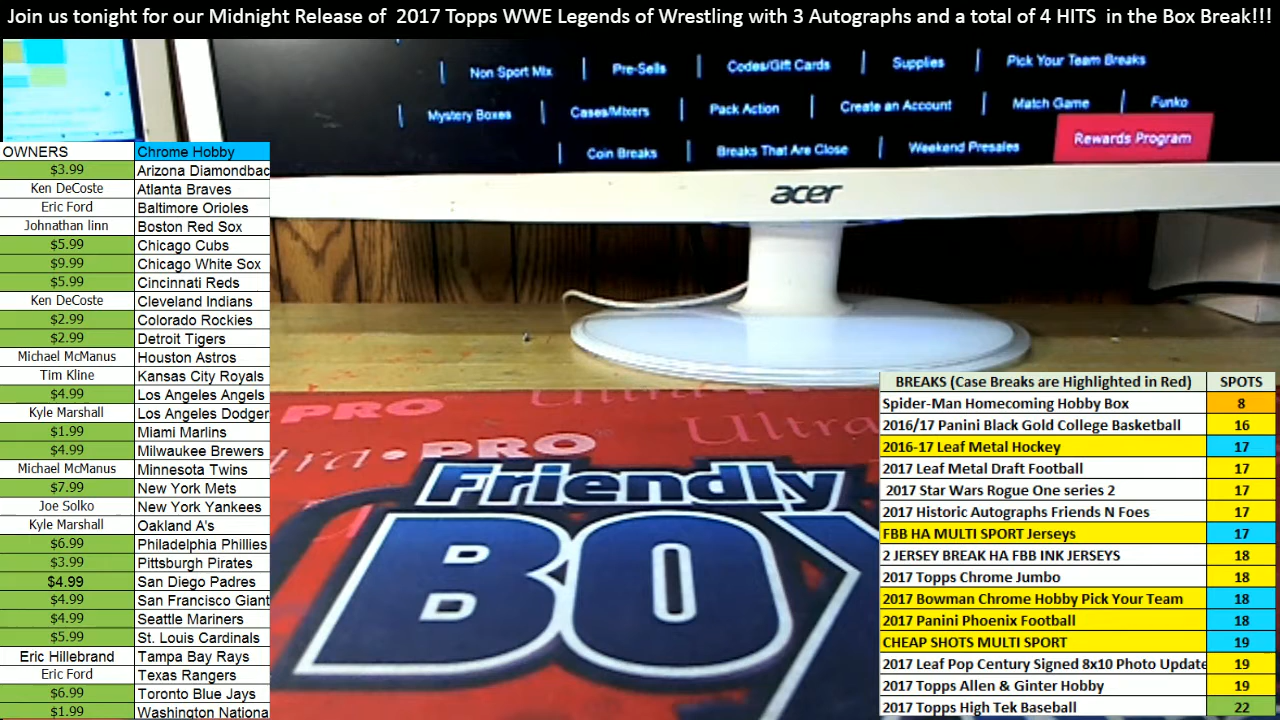 Join us tonight for our Midnight Release of 2017 Topps WWE Legends of Wrestling with 3 Autographs and a total of 4 HITS in the Box Break!!!
Non Sport Mix | Pre-Sells | Codes/Gift Cards | Supplies | Pick Your Team Breaks
Mystery Boxes | Cases/Mixers | Pack Action | Create an Account | Match Game | Funko
Coin Breaks | Breaks That Are Close | Weekend Presales Rewards Program
acer
OWNERS Chrome Hobby
$3.99 Arizona Diamondbac
Ken DeCoste Atlanta Braves
Eric Ford Baltimore Orioles
Johnathan linn Boston Red Sox
$5.99 Chicago Cubs
$9.99 Chicago White Sox
$5.99 Cincinnati Reds
Ken DeCoste Cleveland Indians
$2.99 Colorado Rockies
$2.99 Detroit Tigers
Michael McManus Houston Astros
Tim Kline Kansas City Royals
$4.99 Los Angeles Angels
Kyle Marshall Los Angeles Dodger
$1.99 Miami Marlins
$4.99 Milwaukee Brewers
Michael McManus Minnesota Twins
$7.99 New York Mets
Joe Solko New York Yankees
Kyle Marshall Oakland A's
$6.99 Philadelphia Phillies
$3.99 Pittsburgh Pirates
$4.99 San Diego Padres
$4.99 San Francisco Giant
$4.99 Seattle Mariners
$5.99 St. Louis Cardinals
Eric Hillebrand Tampa Bay Rays
Eric Ford Texas Rangers
$6.99 Toronto Blue Jays
$1.99 Washington Nationa
PRO Ultra
PRO Ultra
Friendly
BO
BREAKS (Case Breaks are Highlighted in Red) SPOTS
Spider-Man Homecoming Hobby Box 8
2016/17 Panini Black Gold College Basketball 16
2016-17 Leaf Metal Hockey 17
2017 Leaf Metal Draft Football 17
2017 Star Wars Rogue One series 2 17
2017 Historic Autographs Friends N Foes 17
FBB HA MULTI SPORT Jerseys 17
2 JERSEY BREAK HA FBB INK JERSEYS 18
2017 Topps Chrome Jumbo 18
2017 Bowman Chrome Hobby Pick Your Team 18
2017 Panini Phoenix Football 18
CHEAP SHOTS MULTI SPORT 19
2017 Leaf Pop Century Signed 8x10 Photo Update 19
2017 Topps Allen & Ginter Hobby 19
2017 Topps High Tek Baseball 22